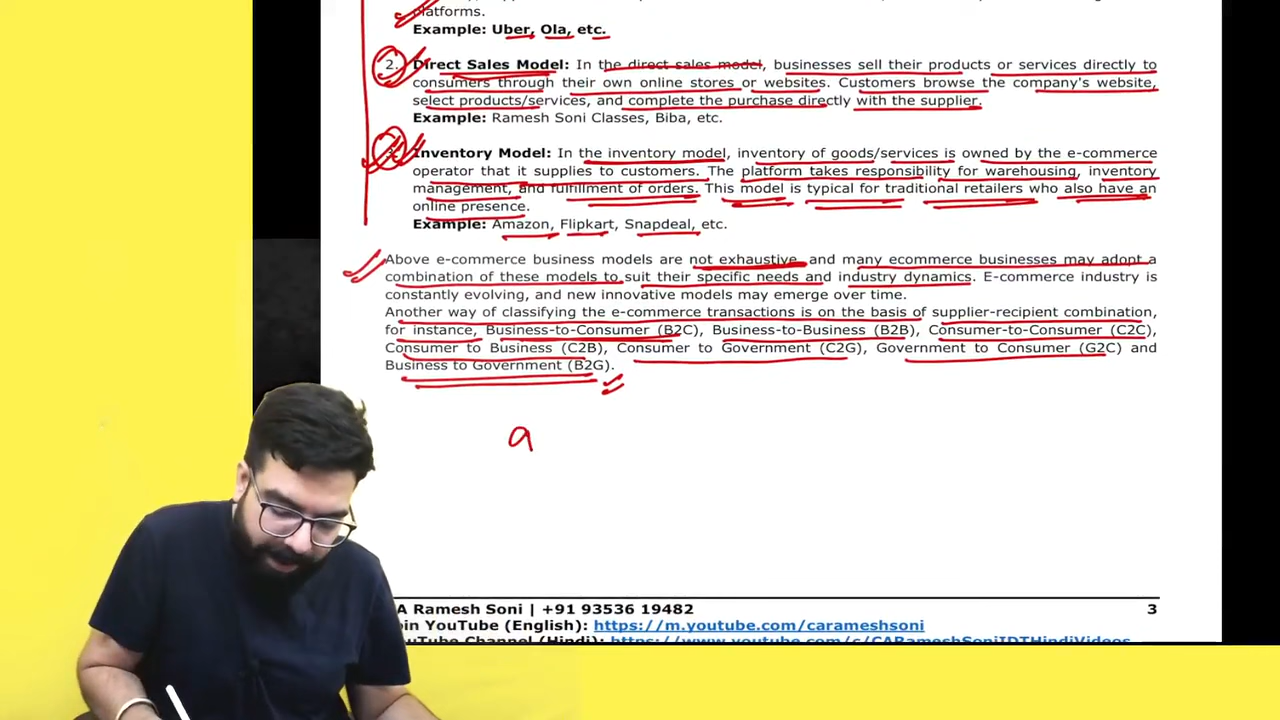 platforms.
Example: Uber, Ola, etc.
2. Direct Sales Model: In the direct sales model, businesses sell their products or services directly to
consumers through their own online stores or websites. Customers browse the company's website,
select products/services, and complete the purchase directly with the supplier.
Example: Ramesh Soni Classes, Biba, etc.
Inventory Model: In the inventory model, inventory of goods/services is owned by the e-commerce
operator that it supplies to customers. The platform takes responsibility for warehousing, inventory
management, and fulfillment of orders. This model is typical for traditional retailers who also have an
online presence.
Example: Amazon, Flipkart, Snapdeal, etc.
Above e-commerce business models are not exhaustive and many ecommerce businesses may adopt a
combination of these models to suit their specific needs and industry dynamics. E-commerce industry is
constantly evolving, and new innovative models may emerge over time.
Another way of classifying the e-commerce transactions is on the basis of supplier-recipient combination,
for instance, Business-to-Consumer (B2C), Business-to-Business (B2B), Consumer-to-Consumer (C2C),
Consumer to Business (C2B), Consumer to Government (C2G), Government to Consumer (G2C) and
Business to Government (B2G).
a
A Ramesh Soni | +91 93536 19482 3
oin YouTube (English): https://m.youtube.com/carameshsoni
ouTube Channel (Hindi): https://www.youtube.com/c/CARameshSoniIDTHindiVideos